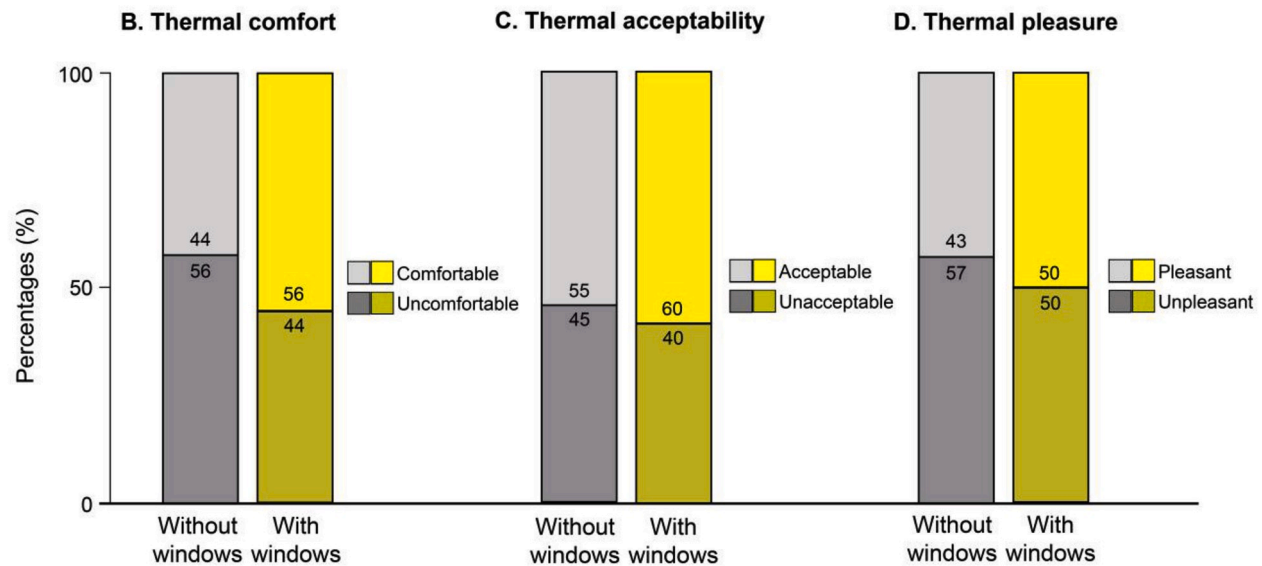 B. Thermal comfort
C. Thermal acceptability
D. Thermal pleasure
Percentages (%)
100
50
0
44
56
56
44
Comfortable
Uncomfortable
55
45
60
40
Acceptable
Unacceptable
43
57
50
50
Pleasant
Unpleasant
Without
windows
With
windows
Without
windows
With
windows
Without
windows
With
windows